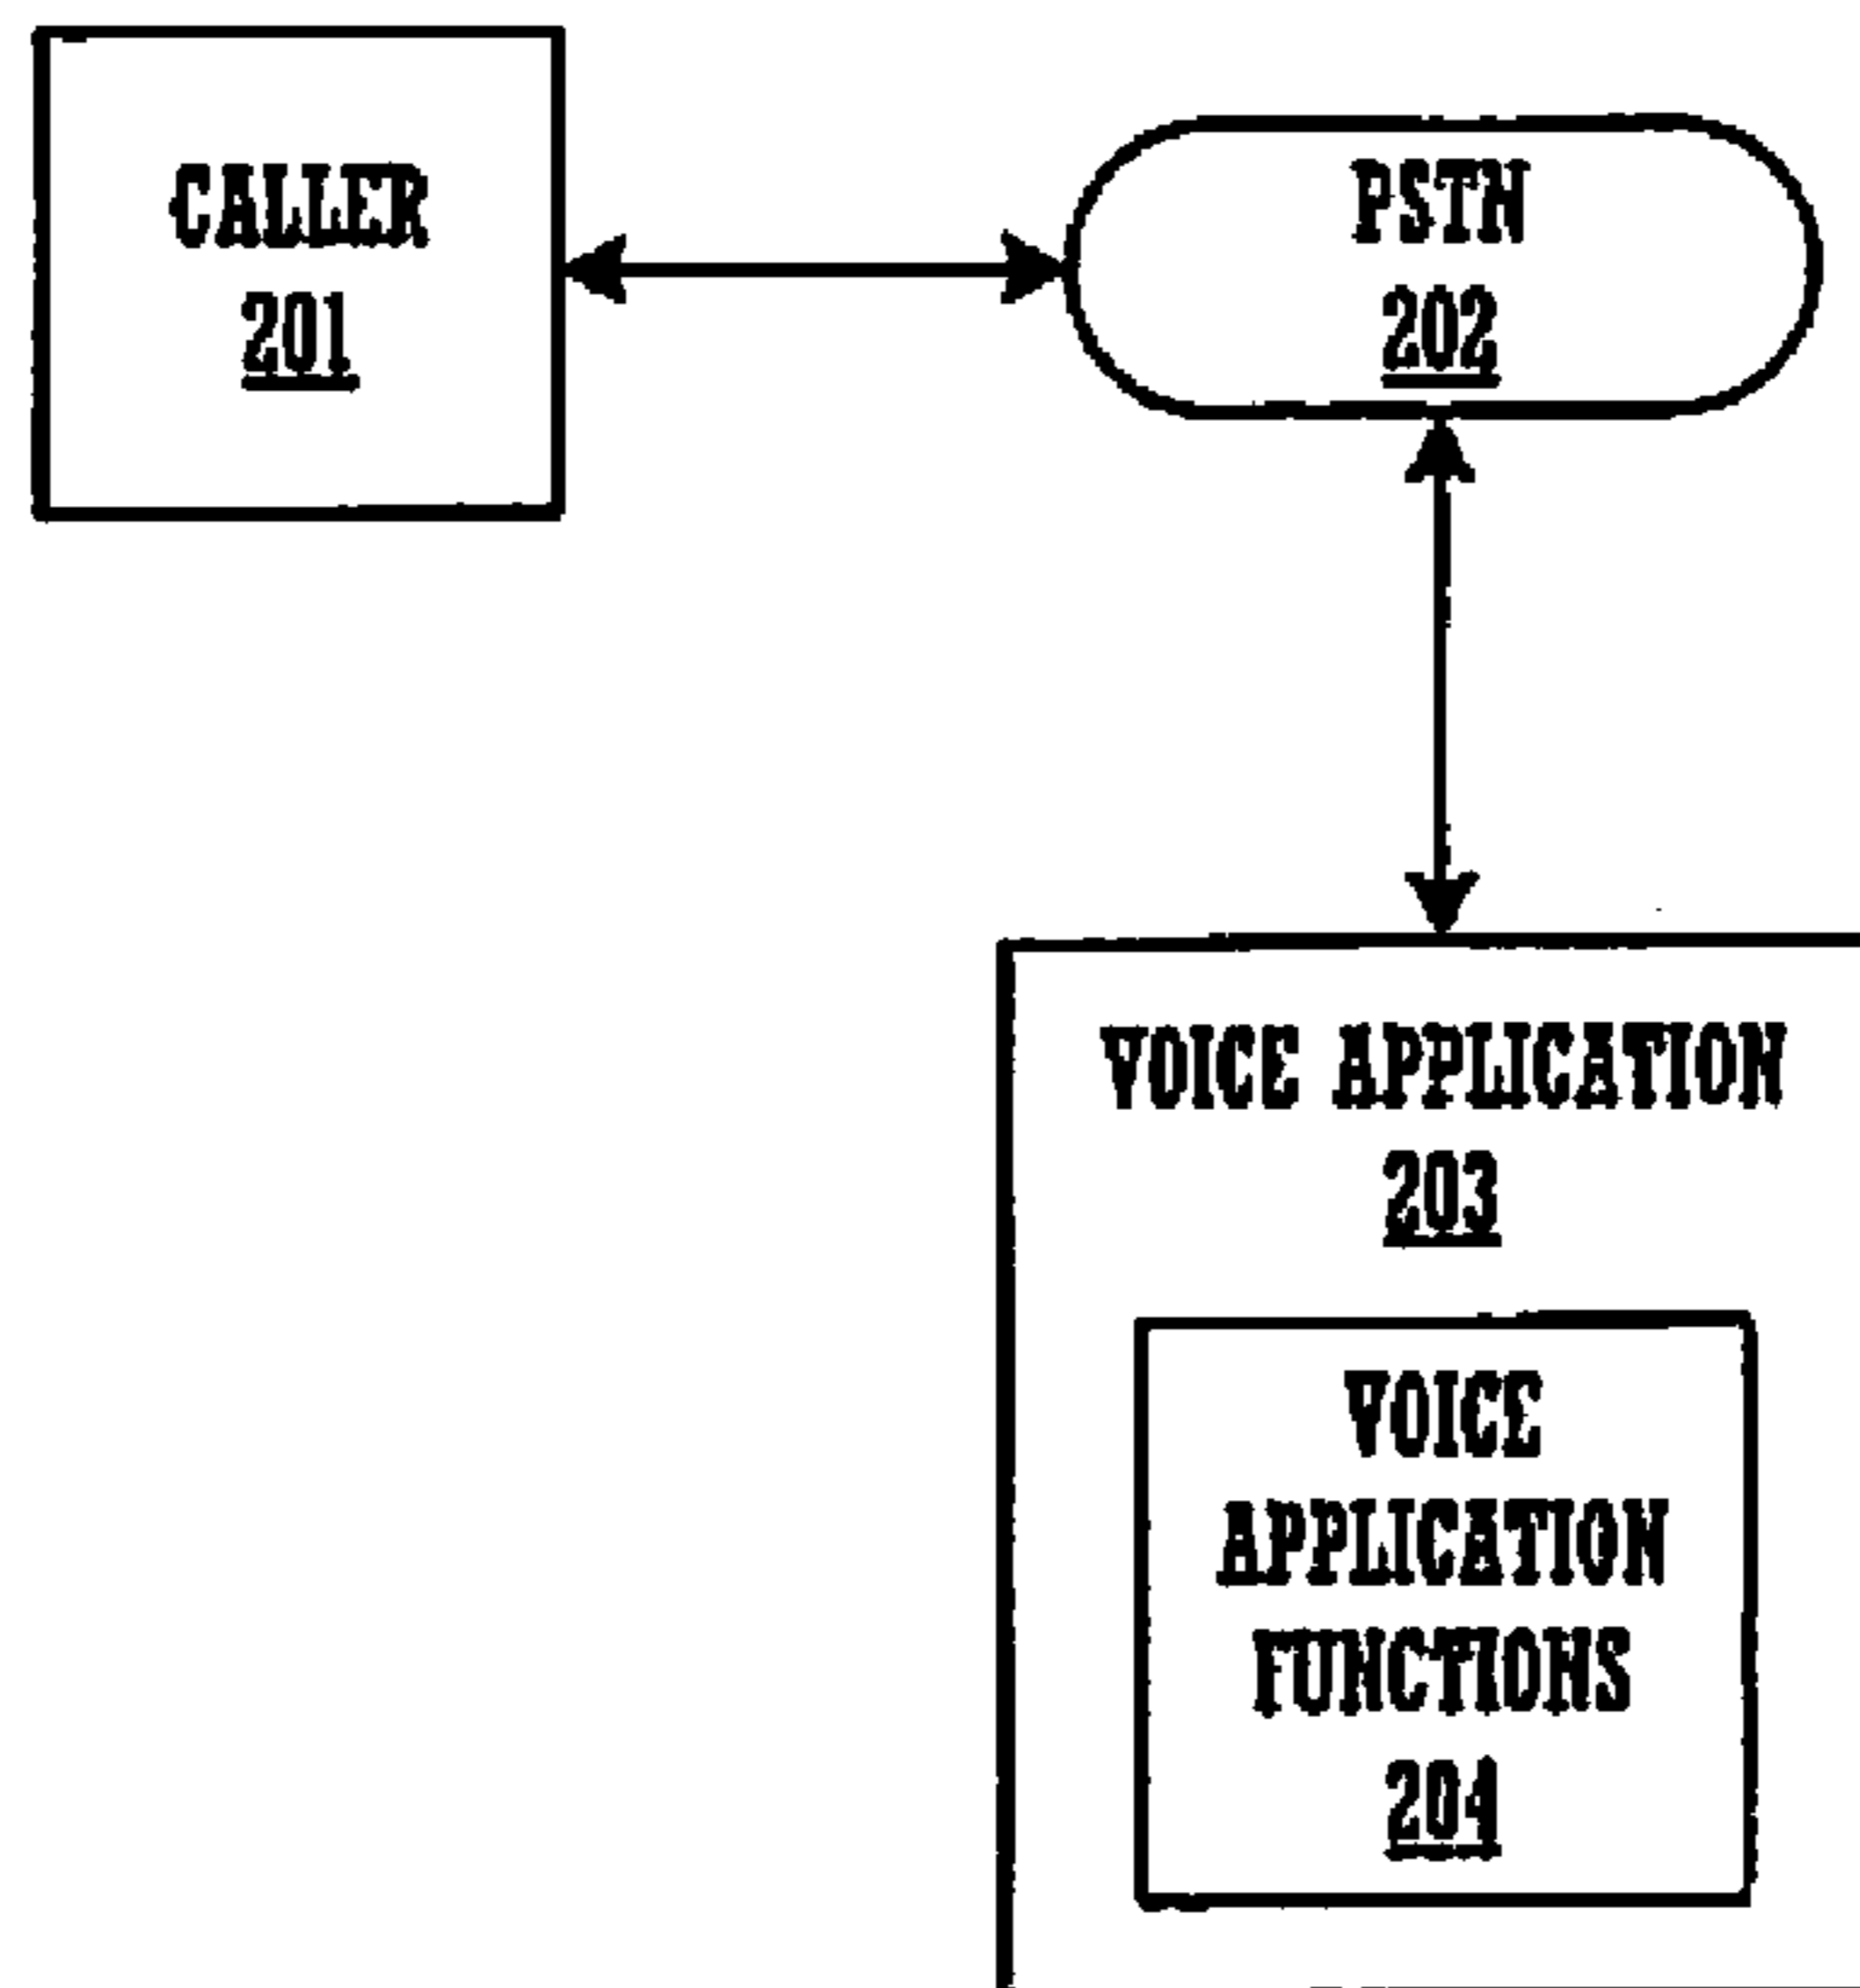 CALLER
201
PSTN
202
VOICE APPLICATION
203
VOICE
APPLICATION
FUNCTIONS
204